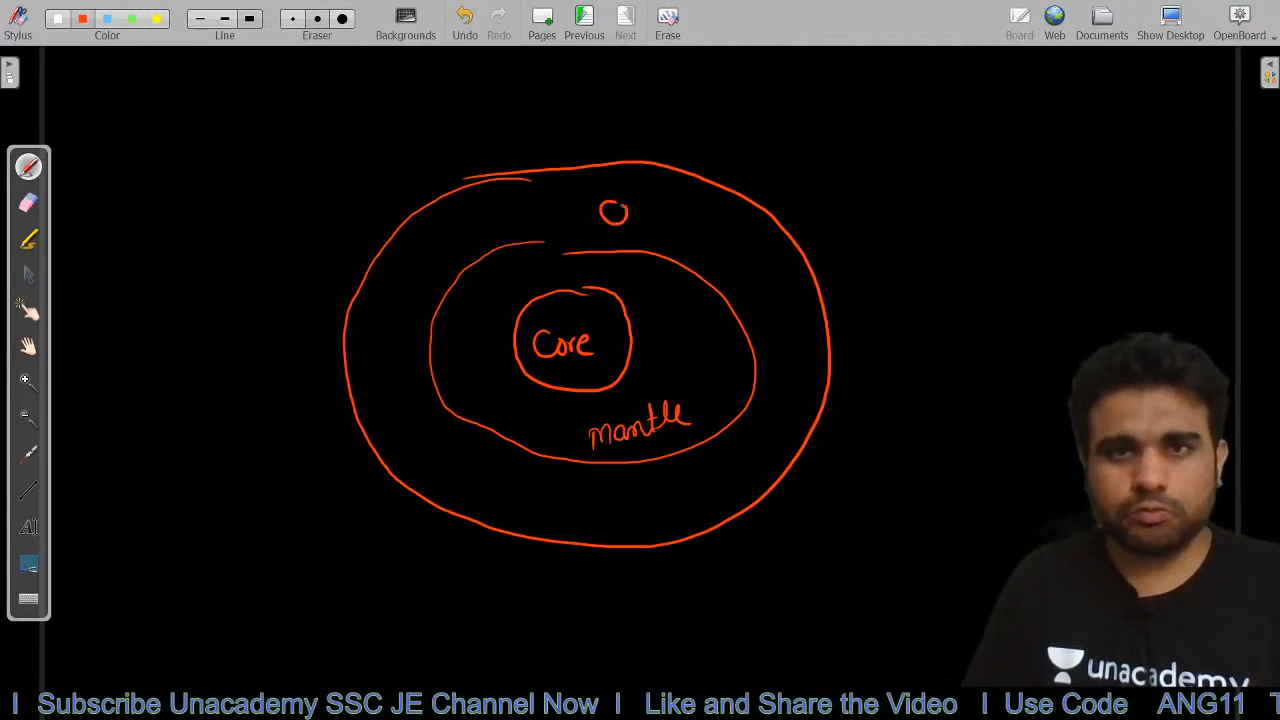 Stylus
Color
Line
Eraser
Backgrounds
Undo
Redo
Pages
Previous
Next
Erase
Board
Web
Documents
Show Desktop
OpenBoard
O
Core
mantle
AI
unacademy
I Subscribe Unacademy SSC JE Channel Now I Like and Share the Video I Use Code ANG11 T